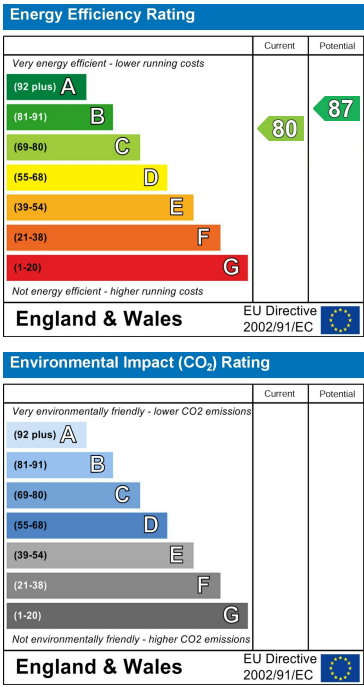 Energy Efficiency Rating
Current Potential
Very energy efficient - lower running costs
(92 plus) A
(81-91) B
(69-80) C
(55-68) D
(39-54) E
(21-38) F
(1-20) G
80
87
Not energy efficient - higher running costs
England & Wales
EU Directive
2002/91/EC
Environmental Impact (CO₂) Rating
Current Potential
Very environmentally friendly - lower CO2 emissions
(92 plus) A
(81-91) B
(69-80) C
(55-68) D
(39-54) E
(21-38) F
(1-20) G
Not environmentally friendly - higher CO2 emissions
England & Wales
EU Directive
2002/91/EC